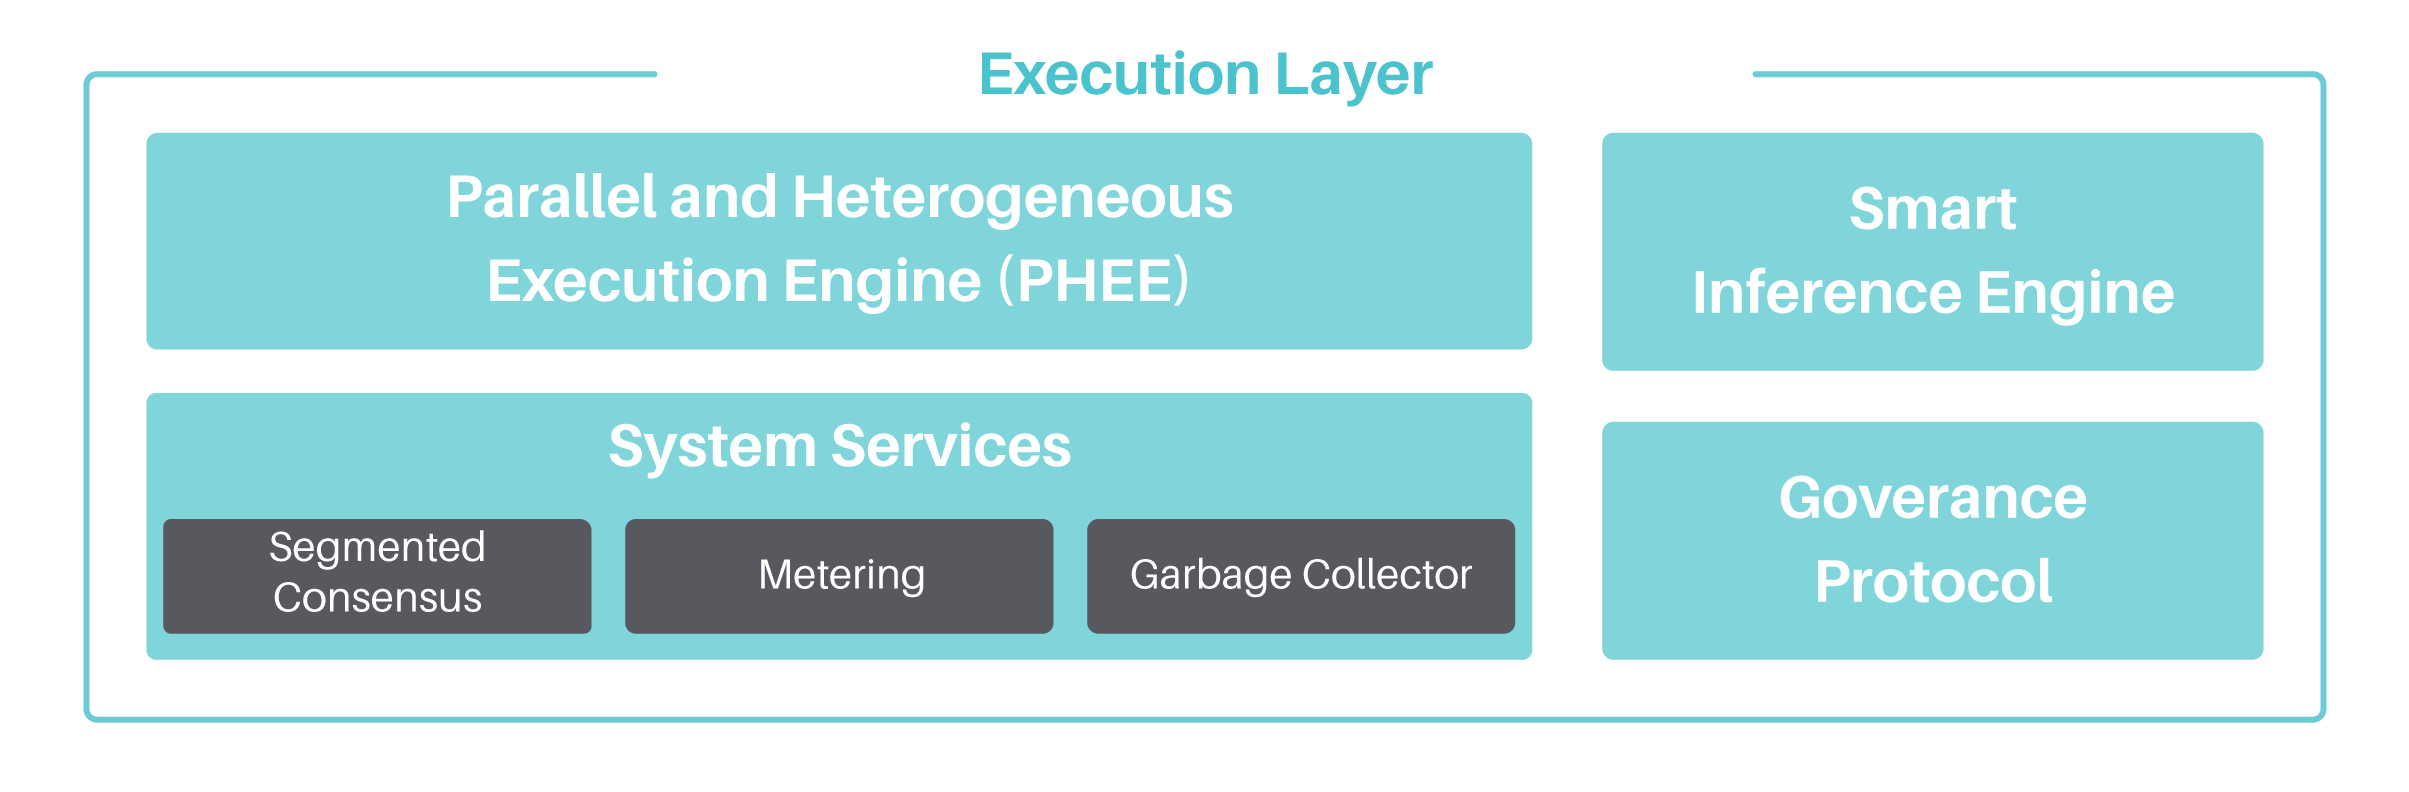 Execution Layer
Parallel and Heterogeneous
Execution Engine (PHEE)
Smart
Inference Engine
System Services
Segmented
Consensus
Metering
Garbage Collector
Goverance
Protocol